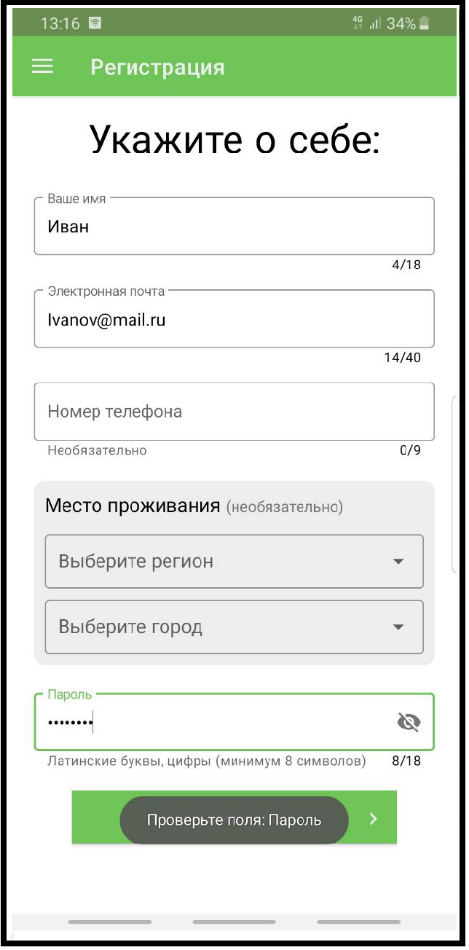 13:16 4G 34%
Регистрация
Укажите о себе:
Ваше имя
Иван
4/18
Электронная почта
Ivanov@mail.ru
14/40
Номер телефона
Необязательно 0/9
Место проживания (необязательно)
Выберите регион
Выберите город
Пароль
••••••••
Латинские буквы, цифры (минимум 8 символов) 8/18
Проверьте поля: Пароль